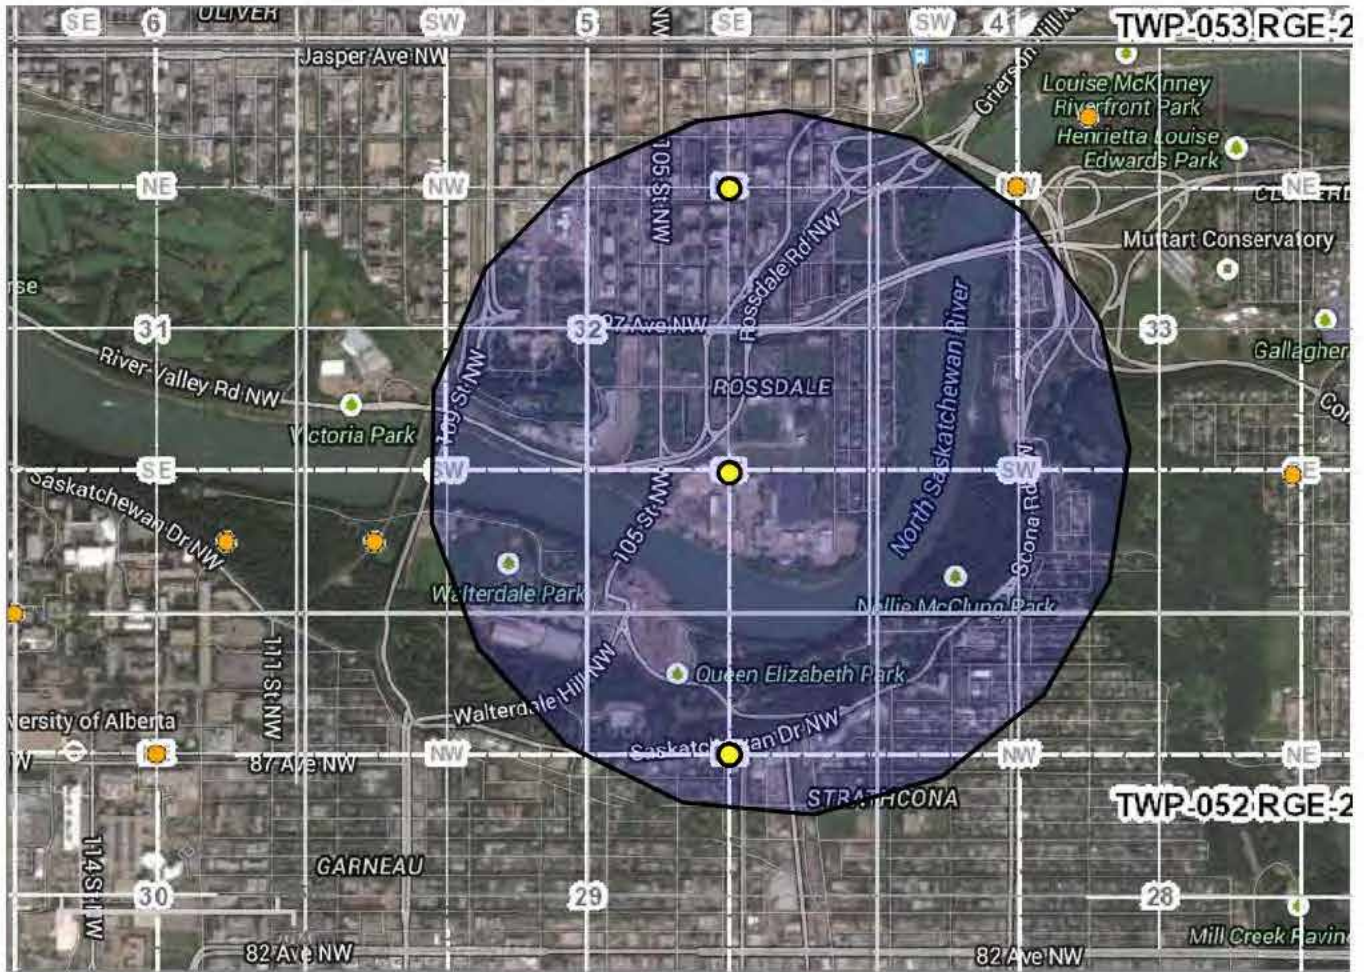 OLIVER
SE
6
SW
5
SE
SW
4
TWP-053 RGE-2
Jasper Ave NW
Grierson Hill N
Louise McKinney
Riverfront Park
Henrietta Louise
Edwards Park
105 St NW
NE
NW
NE
Rossdale Rd NW
Muttart Conservatory
31
32
97 Ave NW
33
River Valley Rd NW
Gallagher
109 St NW
ROSSDALE
North Saskatchewan River
Victoria Park
SE
SW
SW
SE
Saskatchewan Dr NW
105 St NW
Scona Rd NW
Walterdale Park
Nellie McClung Park
111 St NW
Queen Elizabeth Park
versity of Alberta
Walterdale Hill NW
Saskatchewan Dr NW
W
87 Ave NW
NW
NW
NE
STRATHCONA
TWP-052 RGE-2
114 St NW
GARNEAU
30
29
28
82 Ave NW
82 Ave NW
Mill Creek Ravine